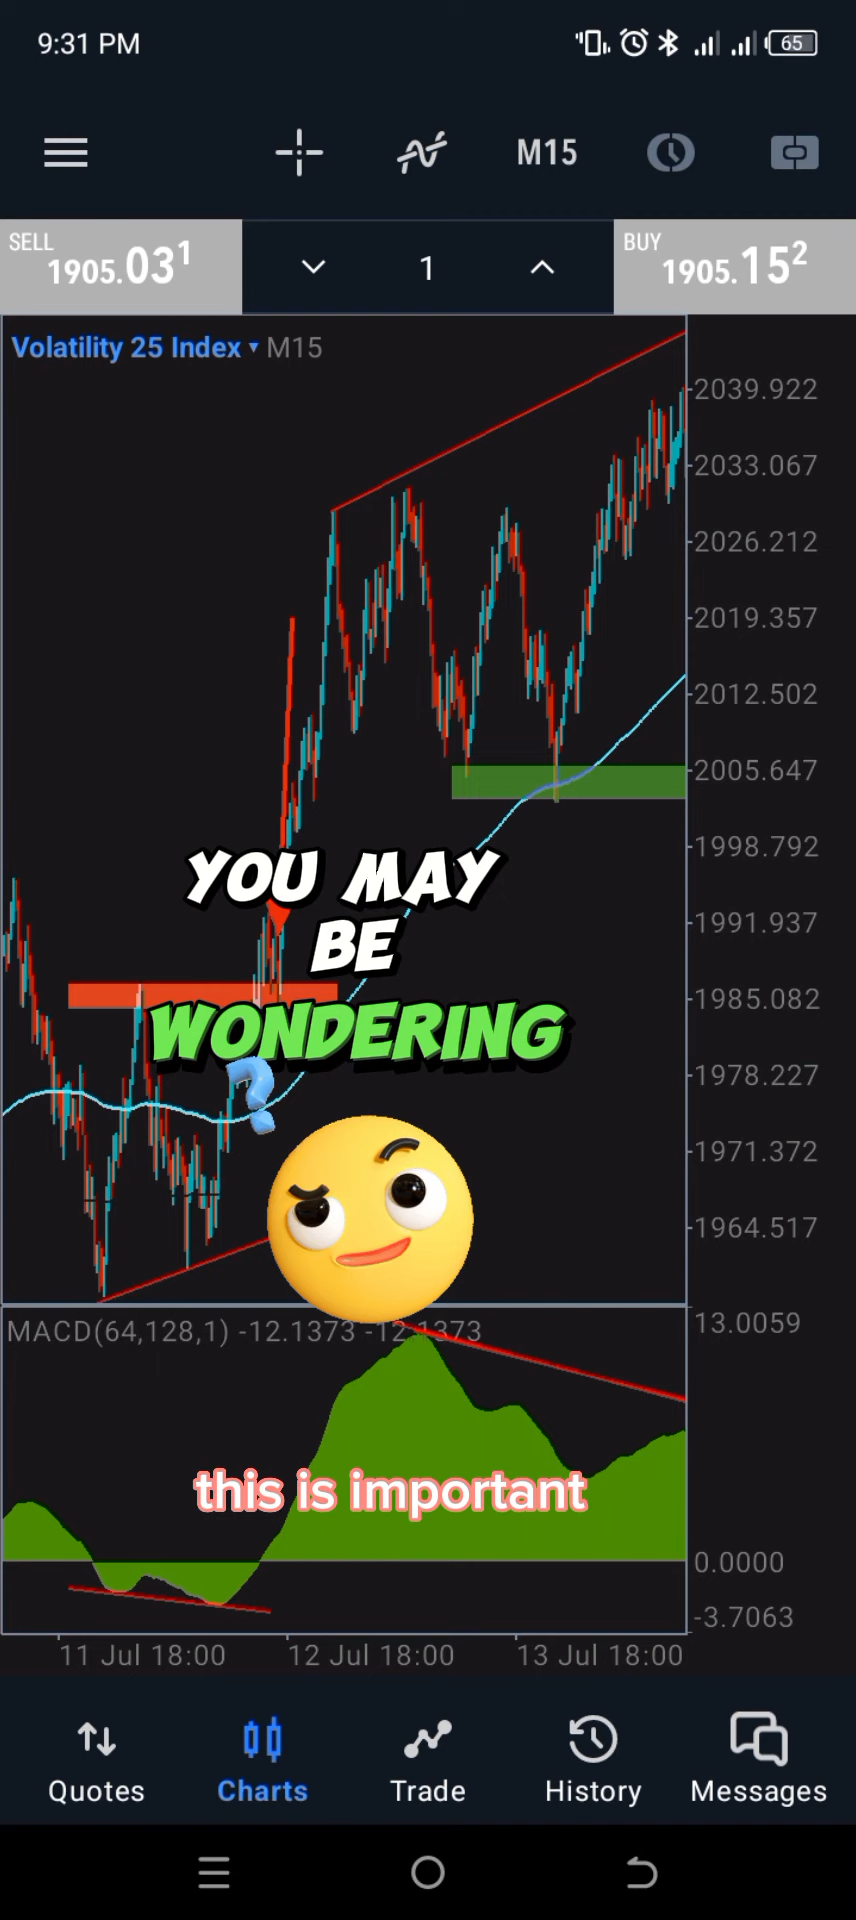 9:31 PM
65
M15
SELL
1905.031
1
BUY
1905.152
Volatility 25 Index ▾ M15
2039.922
2033.067
2026.212
2019.357
2012.502
2005.647
1998.792
YOU MAY
BE
WONDERING
?
1991.937
1985.082
1978.227
1971.372
1964.517
MACD(64,128,1) -12.1373 -12.1373
13.0059
this is important
0.0000
-3.7063
11 Jul 18:00
12 Jul 18:00
13 Jul 18:00
Quotes
Charts
Trade
History
Messages